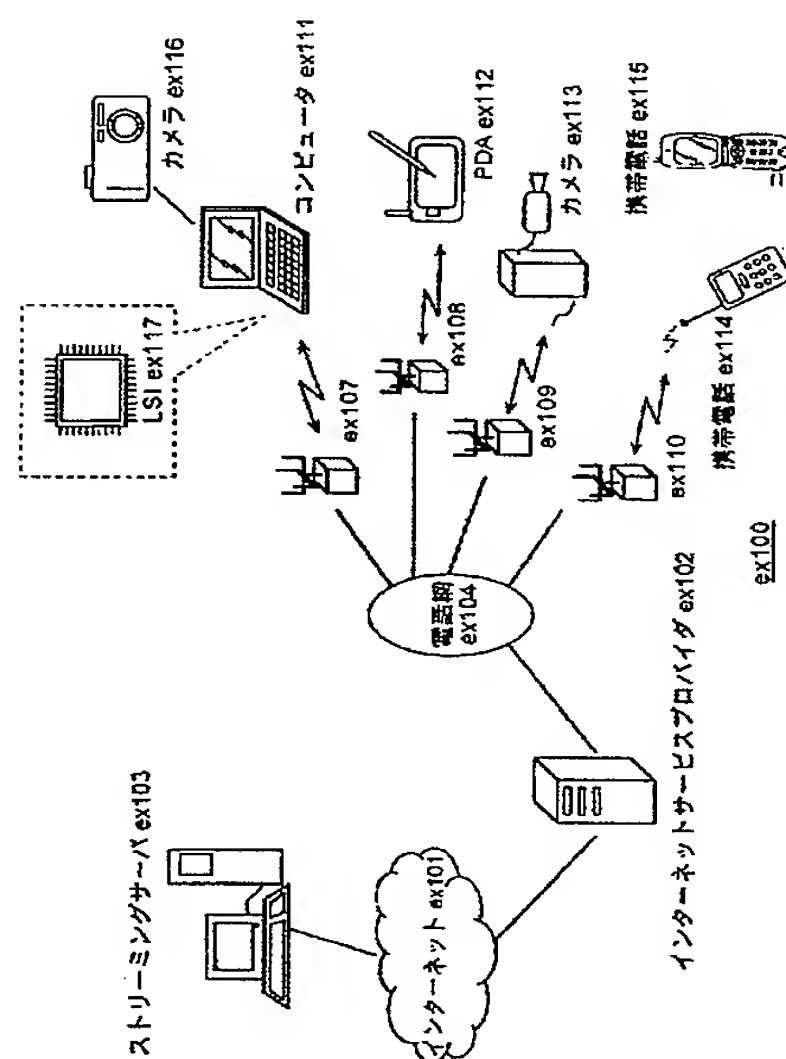 ストリーミングサーバ ex103
インターネット ex101
インターネットサービスプロバイダ ex102
電話網
ex104
LSI ex117
カメラ ex116
コンピュータ ex111
ex107
ex108
PDA ex112
ex109
カメラ ex113
ex110
携帯電話 ex114
携帯電話 ex115
ex100